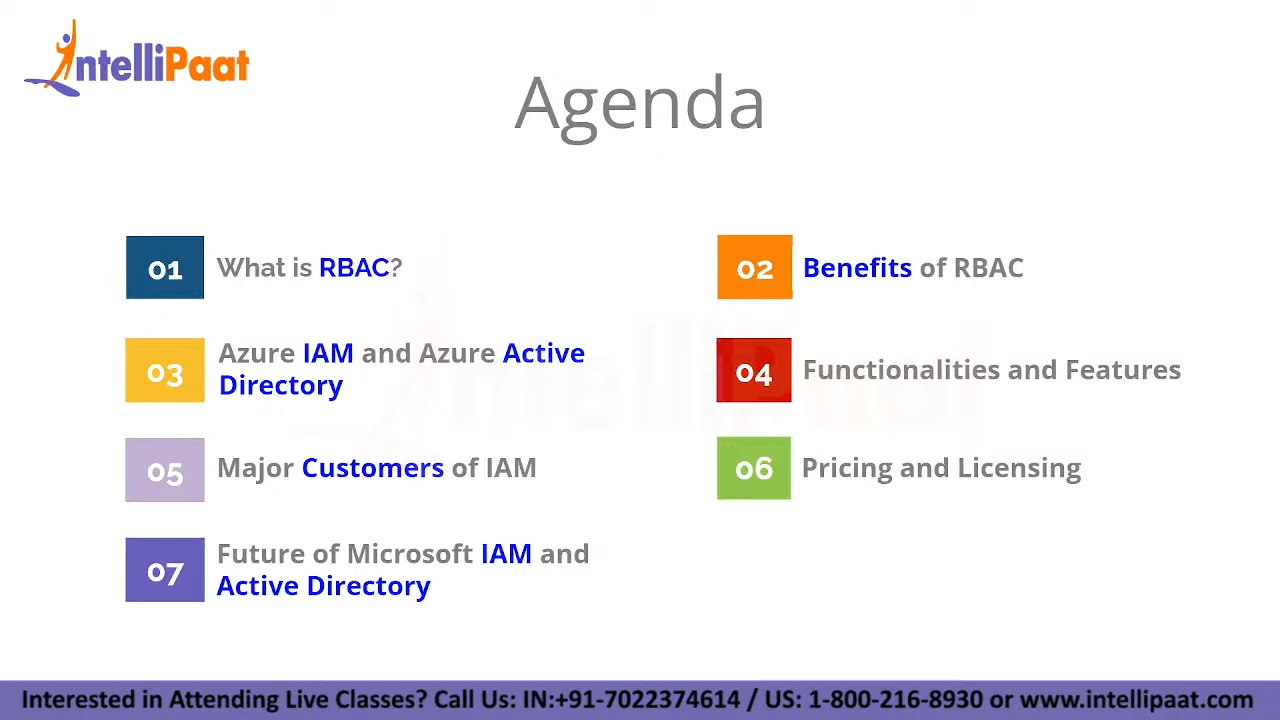 IntelliPaat
Agenda
01 What is RBAC?
02 Benefits of RBAC
03 Azure IAM and Azure Active
Directory
04 Functionalities and Features
05 Major Customers of IAM
06 Pricing and Licensing
07 Future of Microsoft IAM and
Active Directory
Interested in Attending Live Classes? Call Us: IN:+91-7022374614 / US: 1-800-216-8930 or www.intellipaat.com